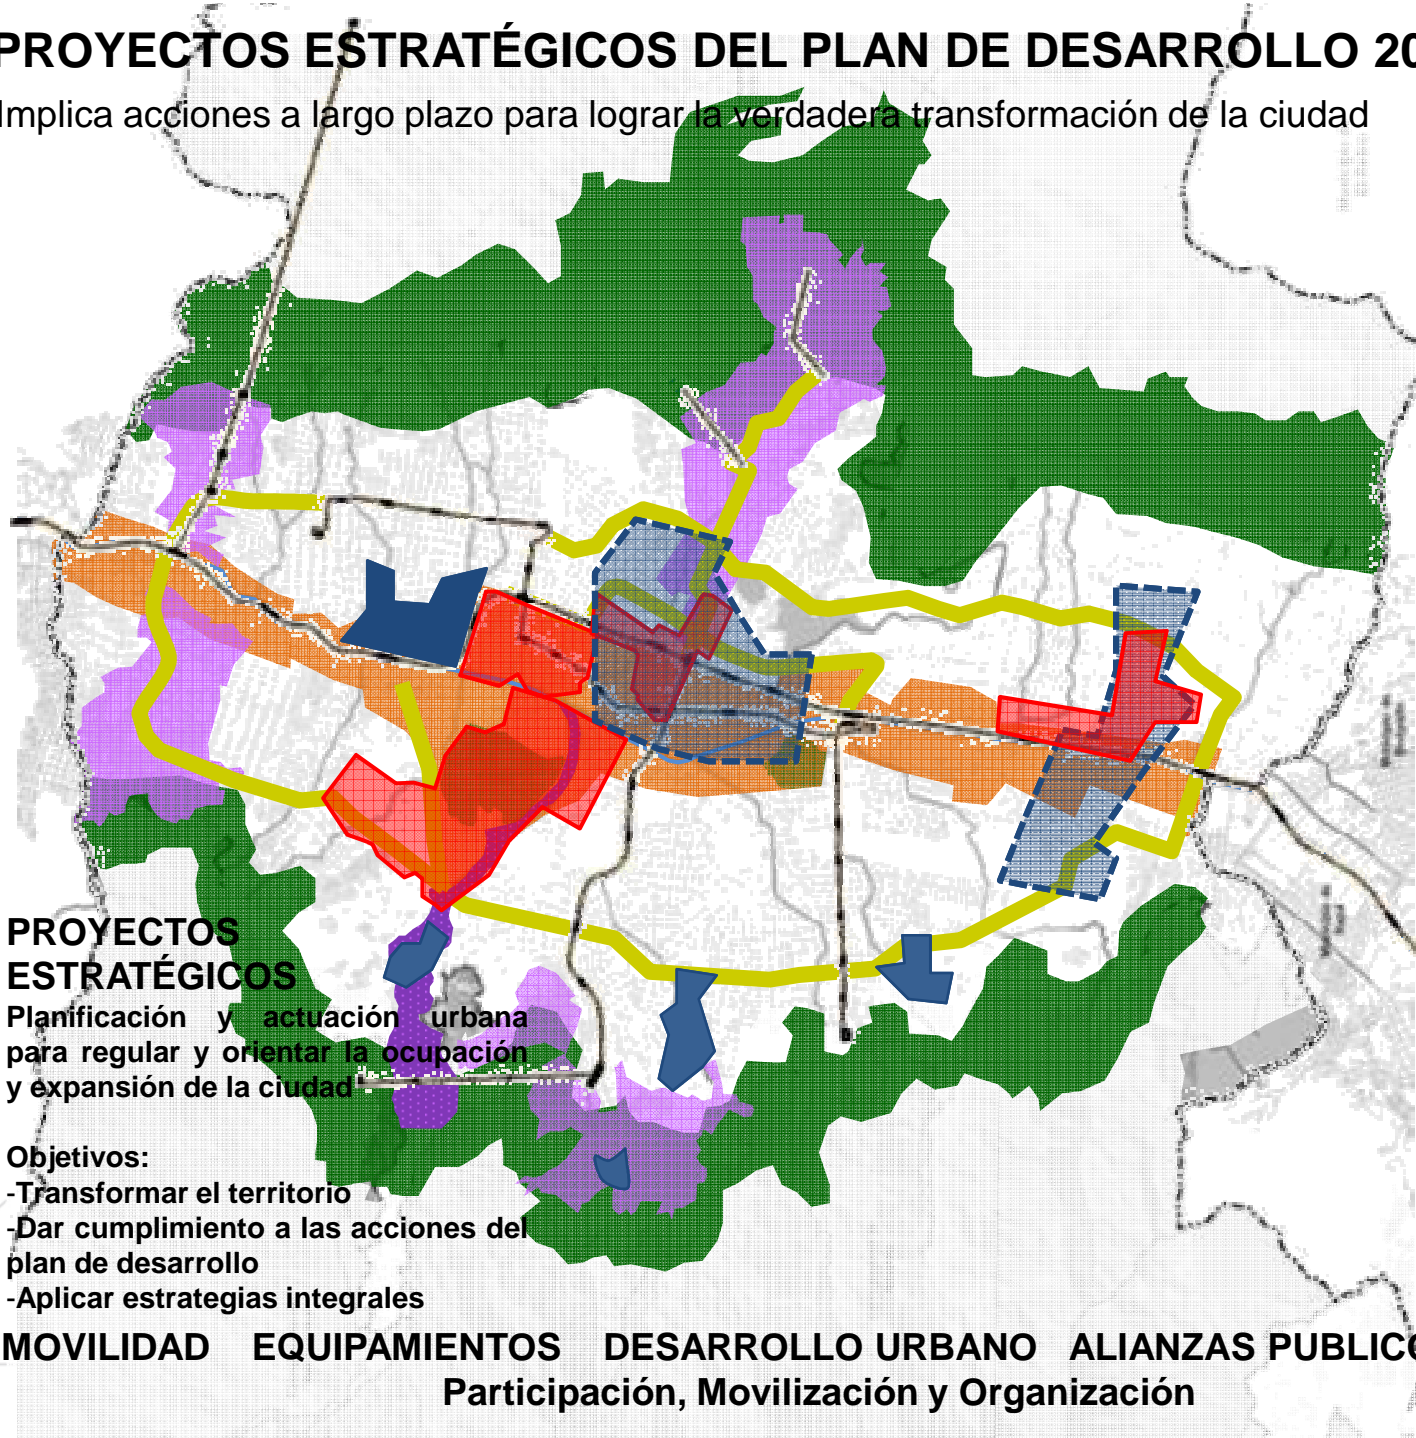 PROYECTOS ESTRATÉGICOS DEL PLAN DE DESARROLLO 20
Implica acciones a largo plazo para lograr la verdadera transformación de la ciudad
PROYECTOS
ESTRATÉGICOS
Planificación y actuación urbana
para regular y orientar la ocupación
y expansión de la ciudad
Objetivos:
-Transformar el territorio
-Dar cumplimiento a las acciones del
plan de desarrollo
-Aplicar estrategias integrales
MOVILIDAD EQUIPAMIENTOS DESARROLLO URBANO ALIANZAS PUBLICO
Participación, Movilización y Organización